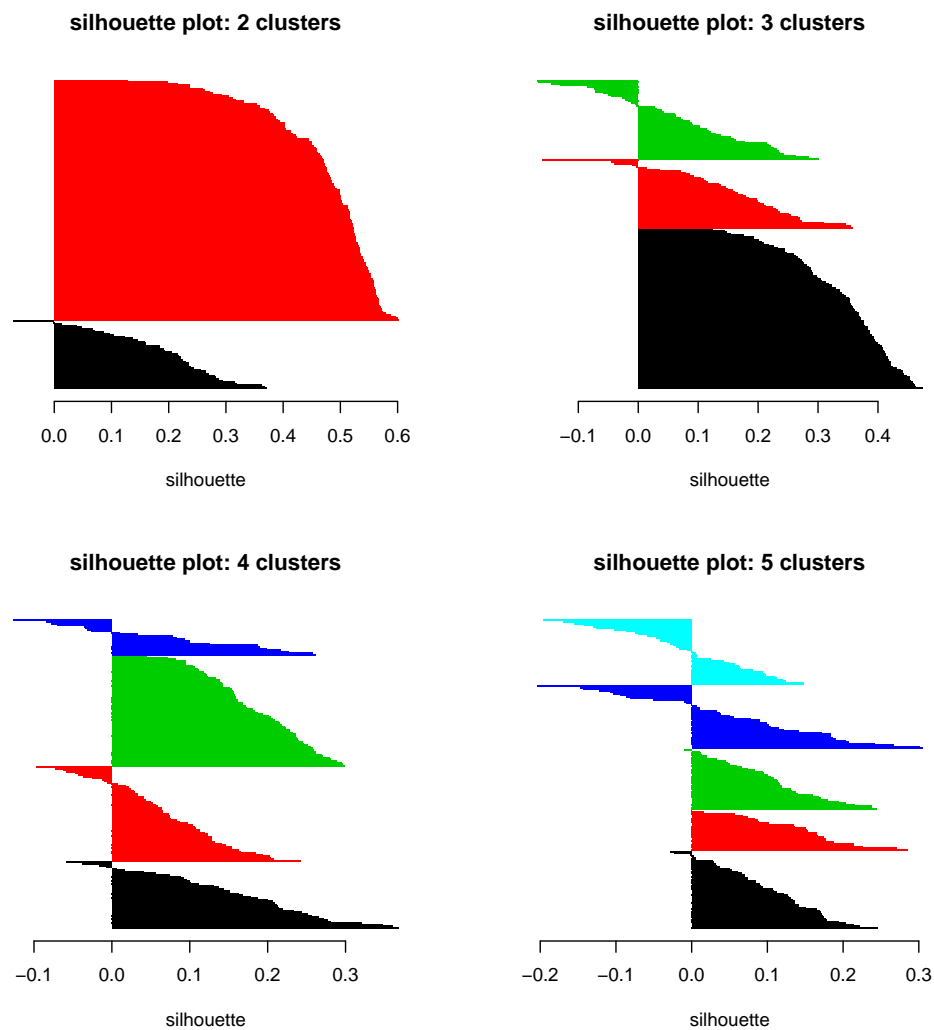 silhouette plot: 2 clusters
0.0 0.1 0.2 0.3 0.4 0.5 0.6
silhouette
silhouette plot: 3 clusters
−0.1 0.0 0.1 0.2 0.3 0.4
silhouette
silhouette plot: 4 clusters
−0.1 0.0 0.1 0.2 0.3
silhouette
silhouette plot: 5 clusters
−0.2 −0.1 0.0 0.1 0.2 0.3
silhouette